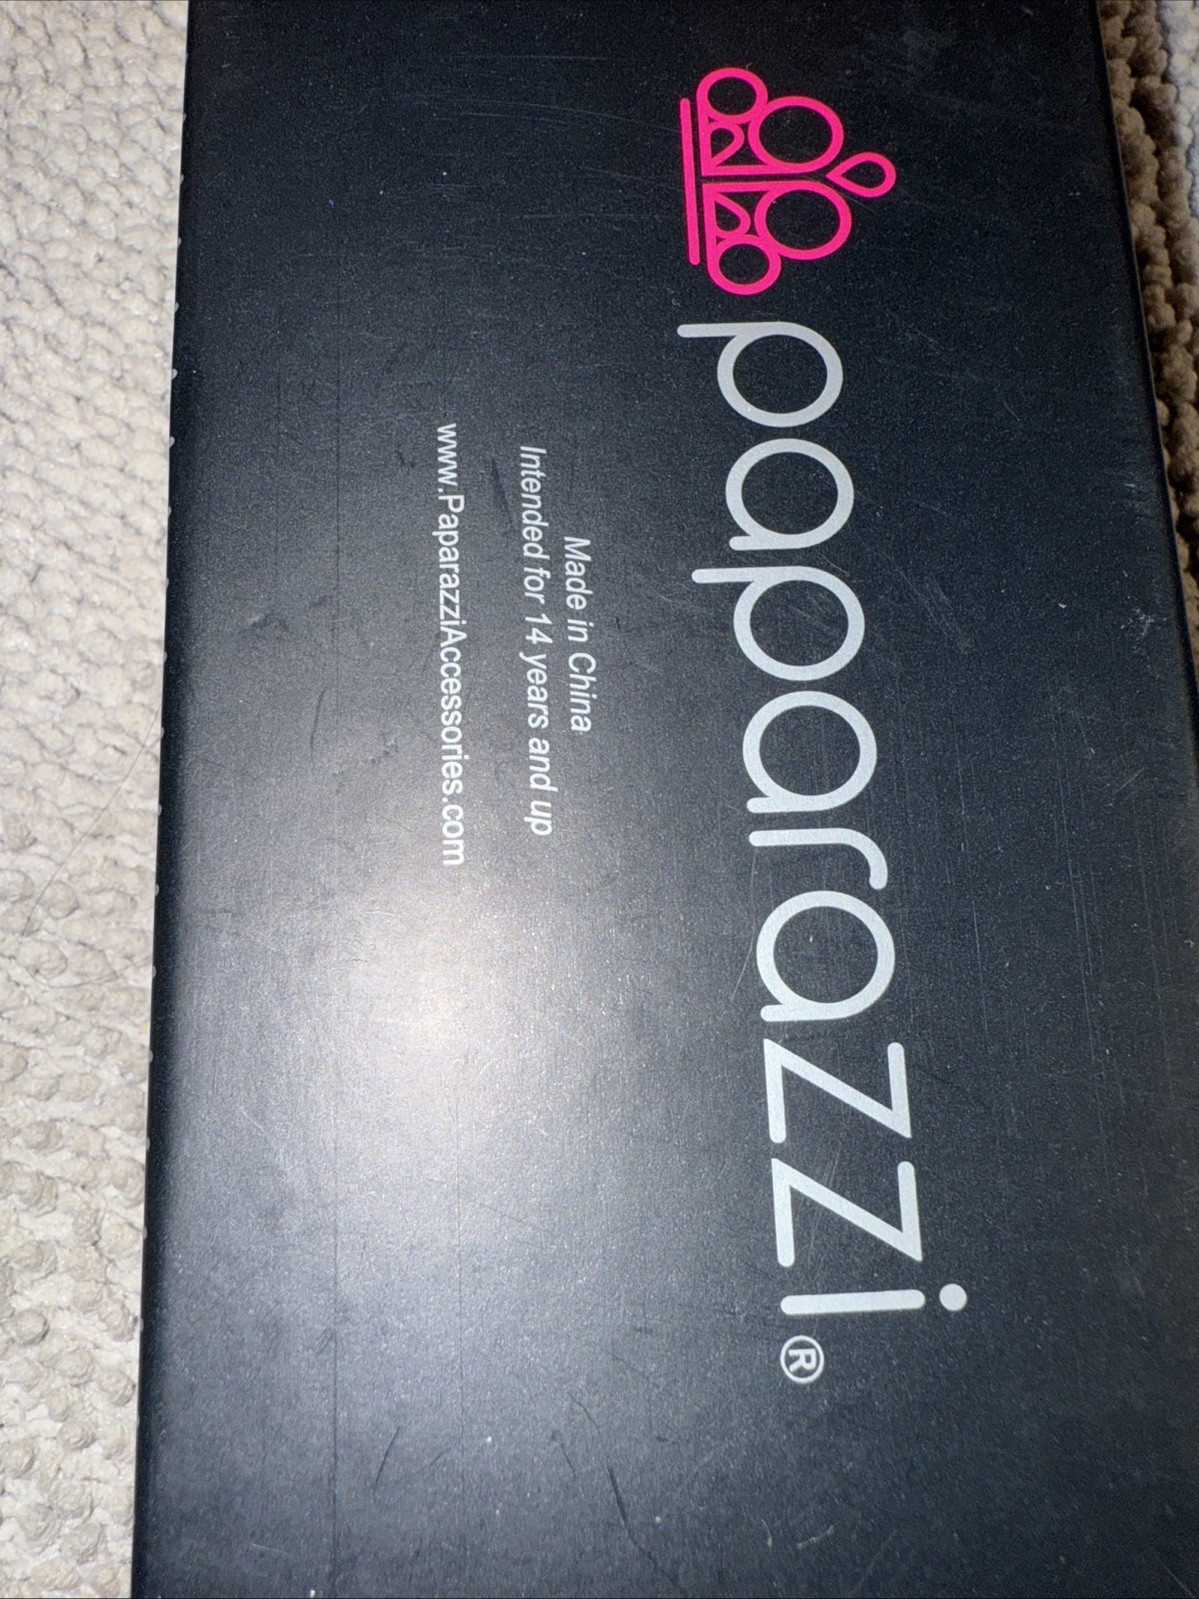 paparazzi®
Made in China
Intended for 14 years and up
www.PaparazziAccessories.com